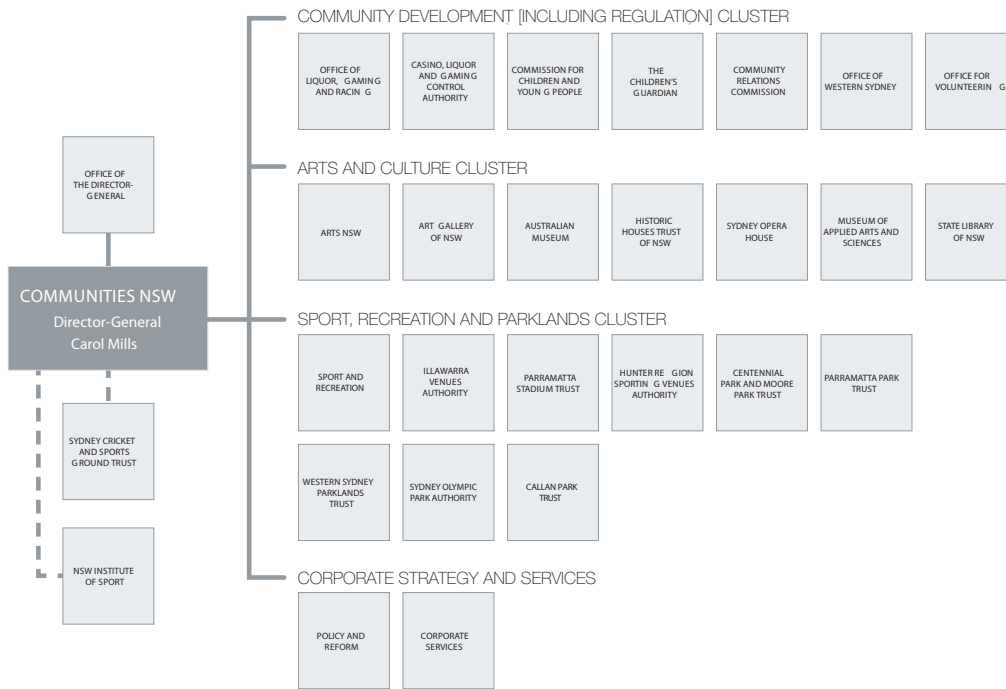 COMMUNITY DEVELOPMENT [INCLUDING REGULATION] CLUSTER
OFFICE OF
LIQUOR, GAMING
AND RACIN G
CASINO, LIQUOR
AND GAMING
CONTROL
AUTHORITY
COMMISSION FOR
CHILDREN AND
YOUN G PEOPLE
THE
CHILDREN'S
GUARDIAN
COMMUNITY
RELATIONS
COMMISSION
OFFICE OF
WESTERN SYDNEY
OFFICE FOR
VOLUNTEERIN G
OFFICE OF
THE DIRECTOR-
GENERAL
ARTS AND CULTURE CLUSTER
ARTS NSW
ART GALLERY
OF NSW
AUSTRALIAN
MUSEUM
HISTORIC
HOUSES TRUST
OF NSW
SYDNEY OPERA
HOUSE
MUSEUM OF
APPLIED ARTS AND
SCIENCES
STATE LIBRARY
OF NSW
COMMUNITIES NSW
Director-General
Carol Mills
SPORT, RECREATION AND PARKLANDS CLUSTER
SPORT AND
RECREATION
ILLAWARRA
VENUES
AUTHORITY
PARRAMATTA
STADIUM TRUST
HUNTER RE GION
SPORTIN G VENUES
AUTHORITY
CENTENNIAL
PARK AND MOORE
PARK TRUST
PARRAMATTA PARK
TRUST
SYDNEY CRICKET
AND SPORTS
GROUND TRUST
WESTERN SYDNEY
PARKLANDS
TRUST
SYDNEY OLYMPIC
PARK AUTHORITY
CALLAN PARK
TRUST
NSW INSTITUTE
OF SPORT
CORPORATE STRATEGY AND SERVICES
POLICY AND
REFORM
CORPORATE
SERVICES